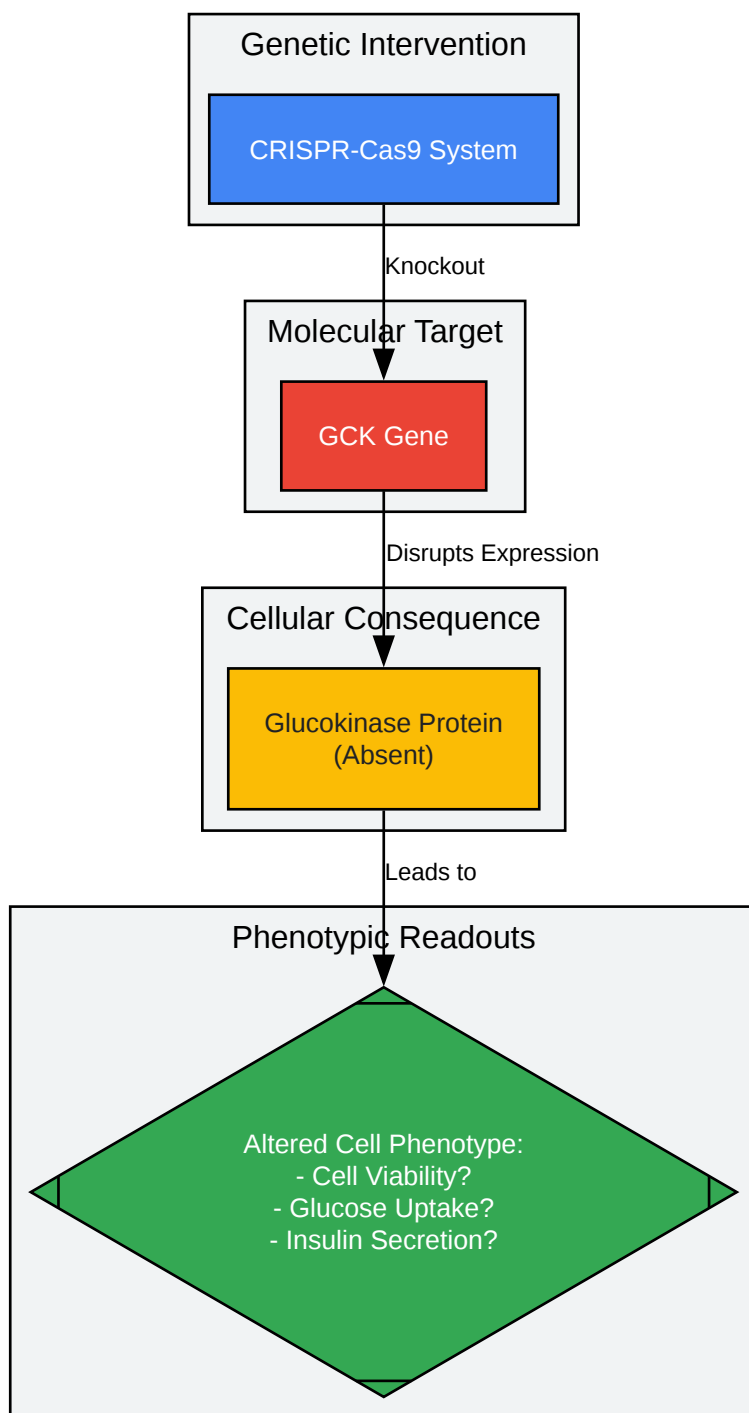 Genetic Intervention
CRISPR-Cas9 System
Knockout
Molecular Target
GCK Gene
Disrupts Expression
Cellular Consequence
Glucokinase Protein
(Absent)
Leads to
Phenotypic Readouts
Altered Cell Phenotype:
- Cell Viability?
- Glucose Uptake?
- Insulin Secretion?